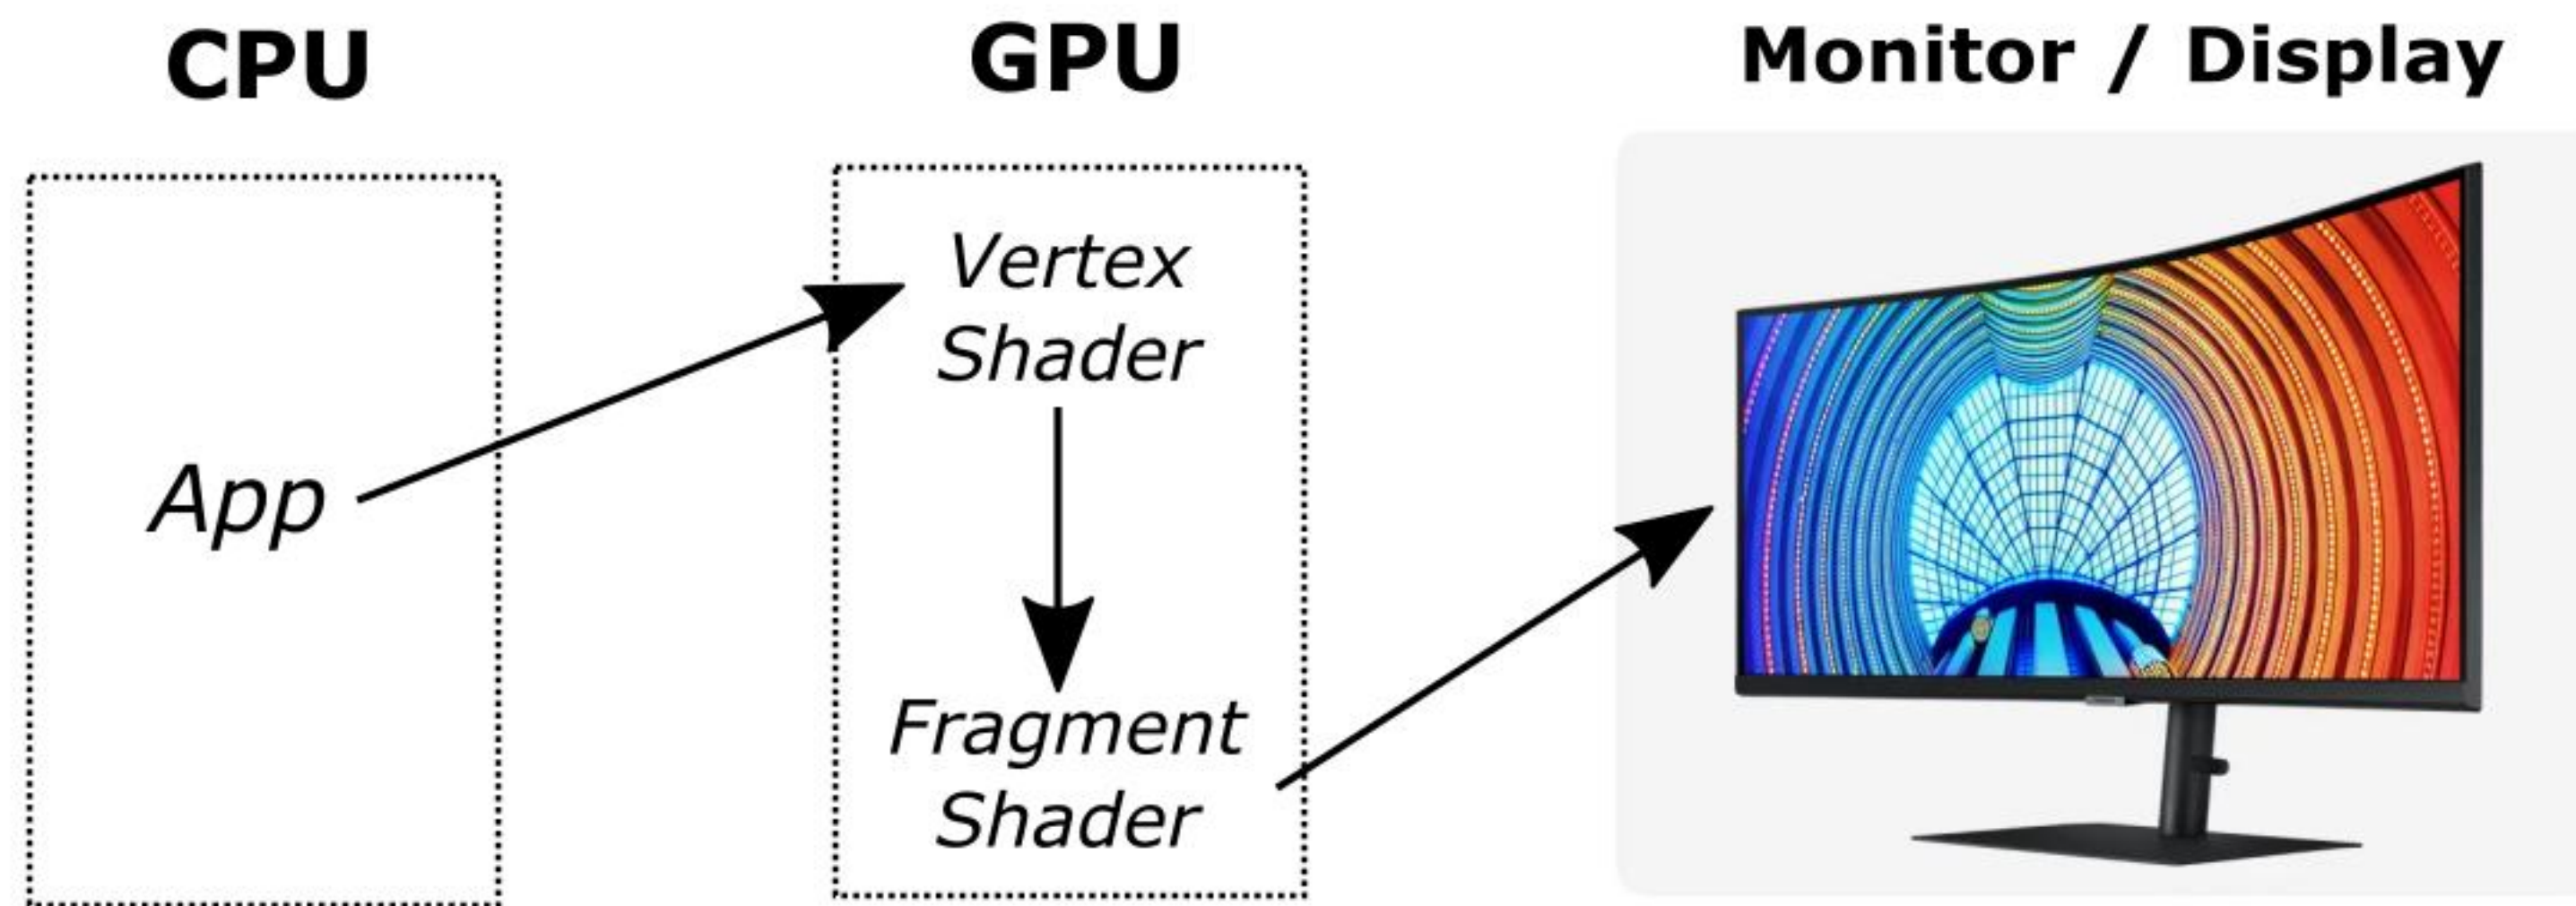 CPU
GPU
Monitor / Display
App
Vertex
Shader
Fragment
Shader